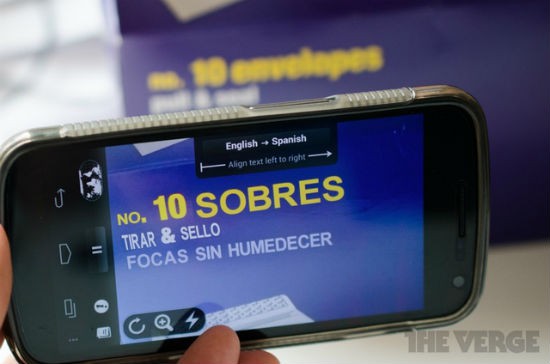 no. 10 envelopes
English → Spanish
Align text left to right
NO. 10 SOBRES
TIRAR & SELLO
FOCAS SIN HUMEDECER
THE VERGE